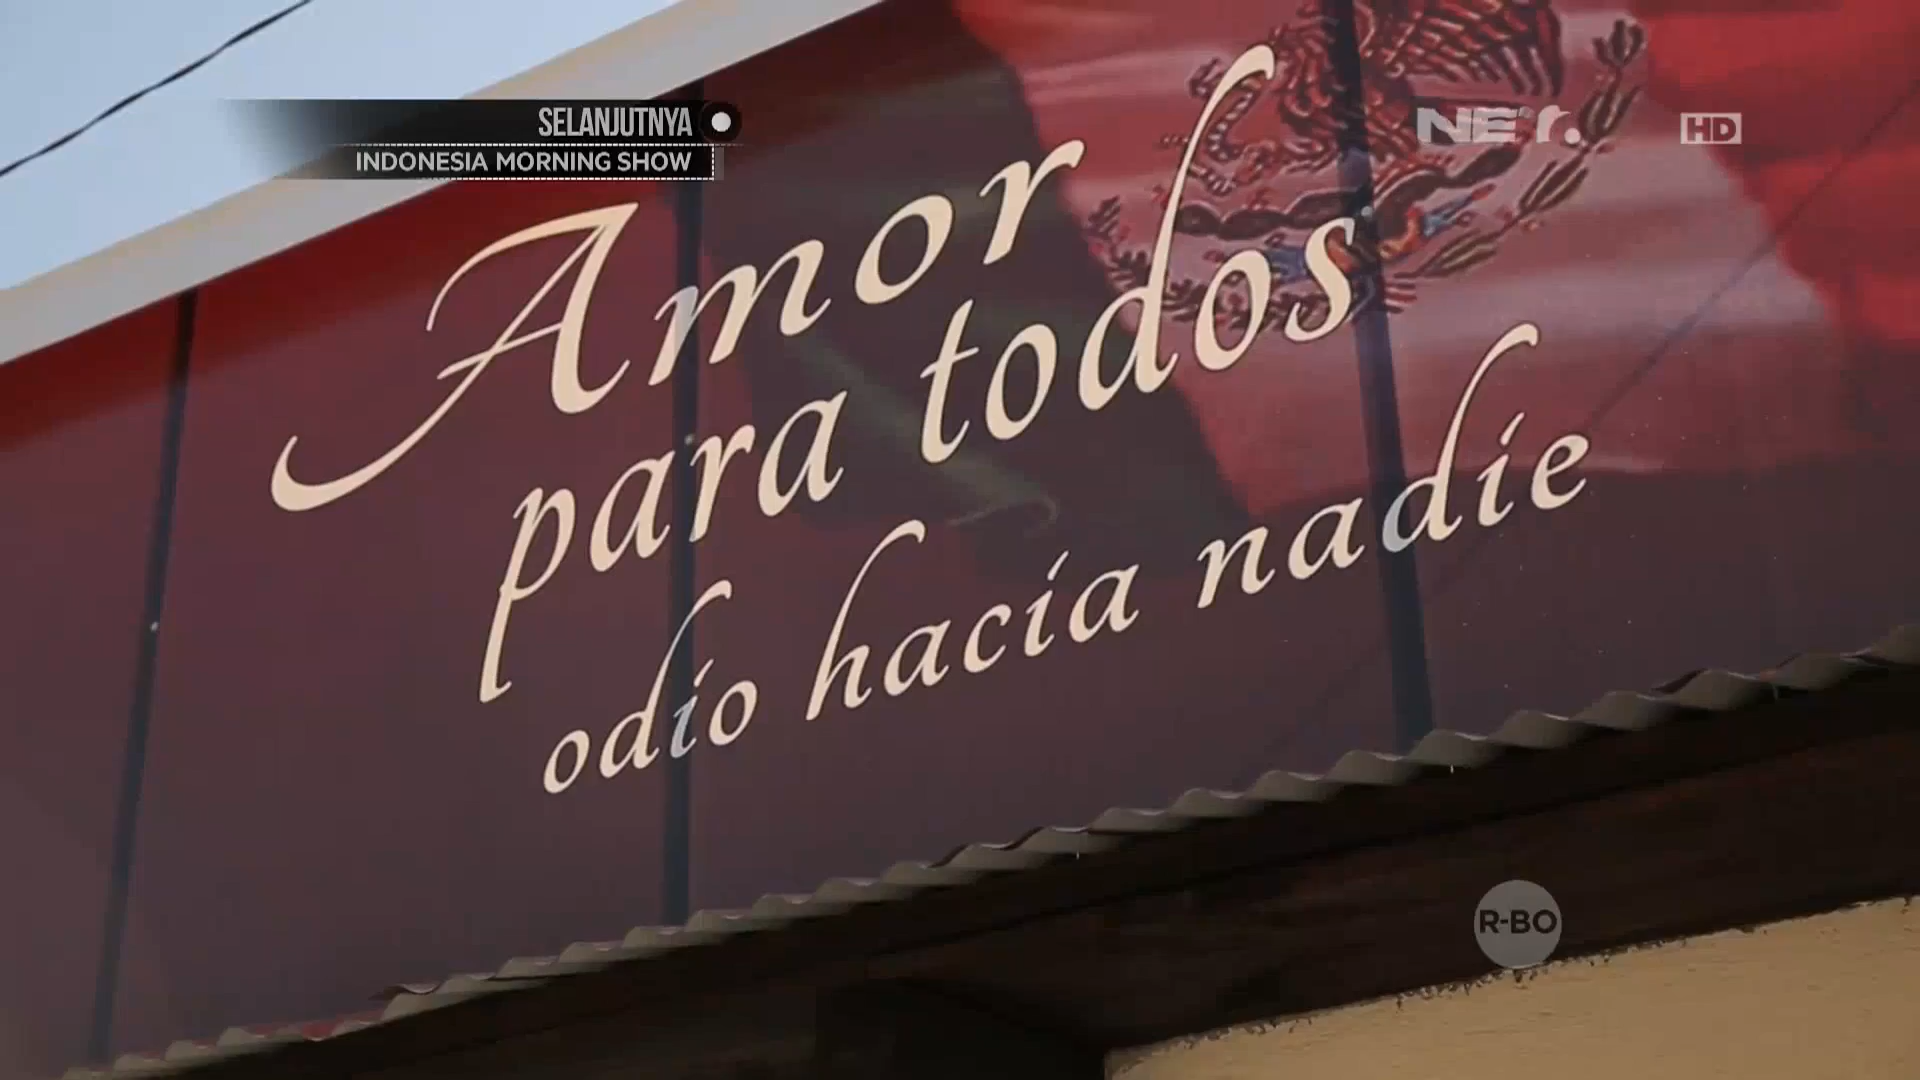 SELANJUTNYA
INDONESIA MORNING SHOW
NET.
HD
Amor
para todos
odio hacia nadie
R-BO